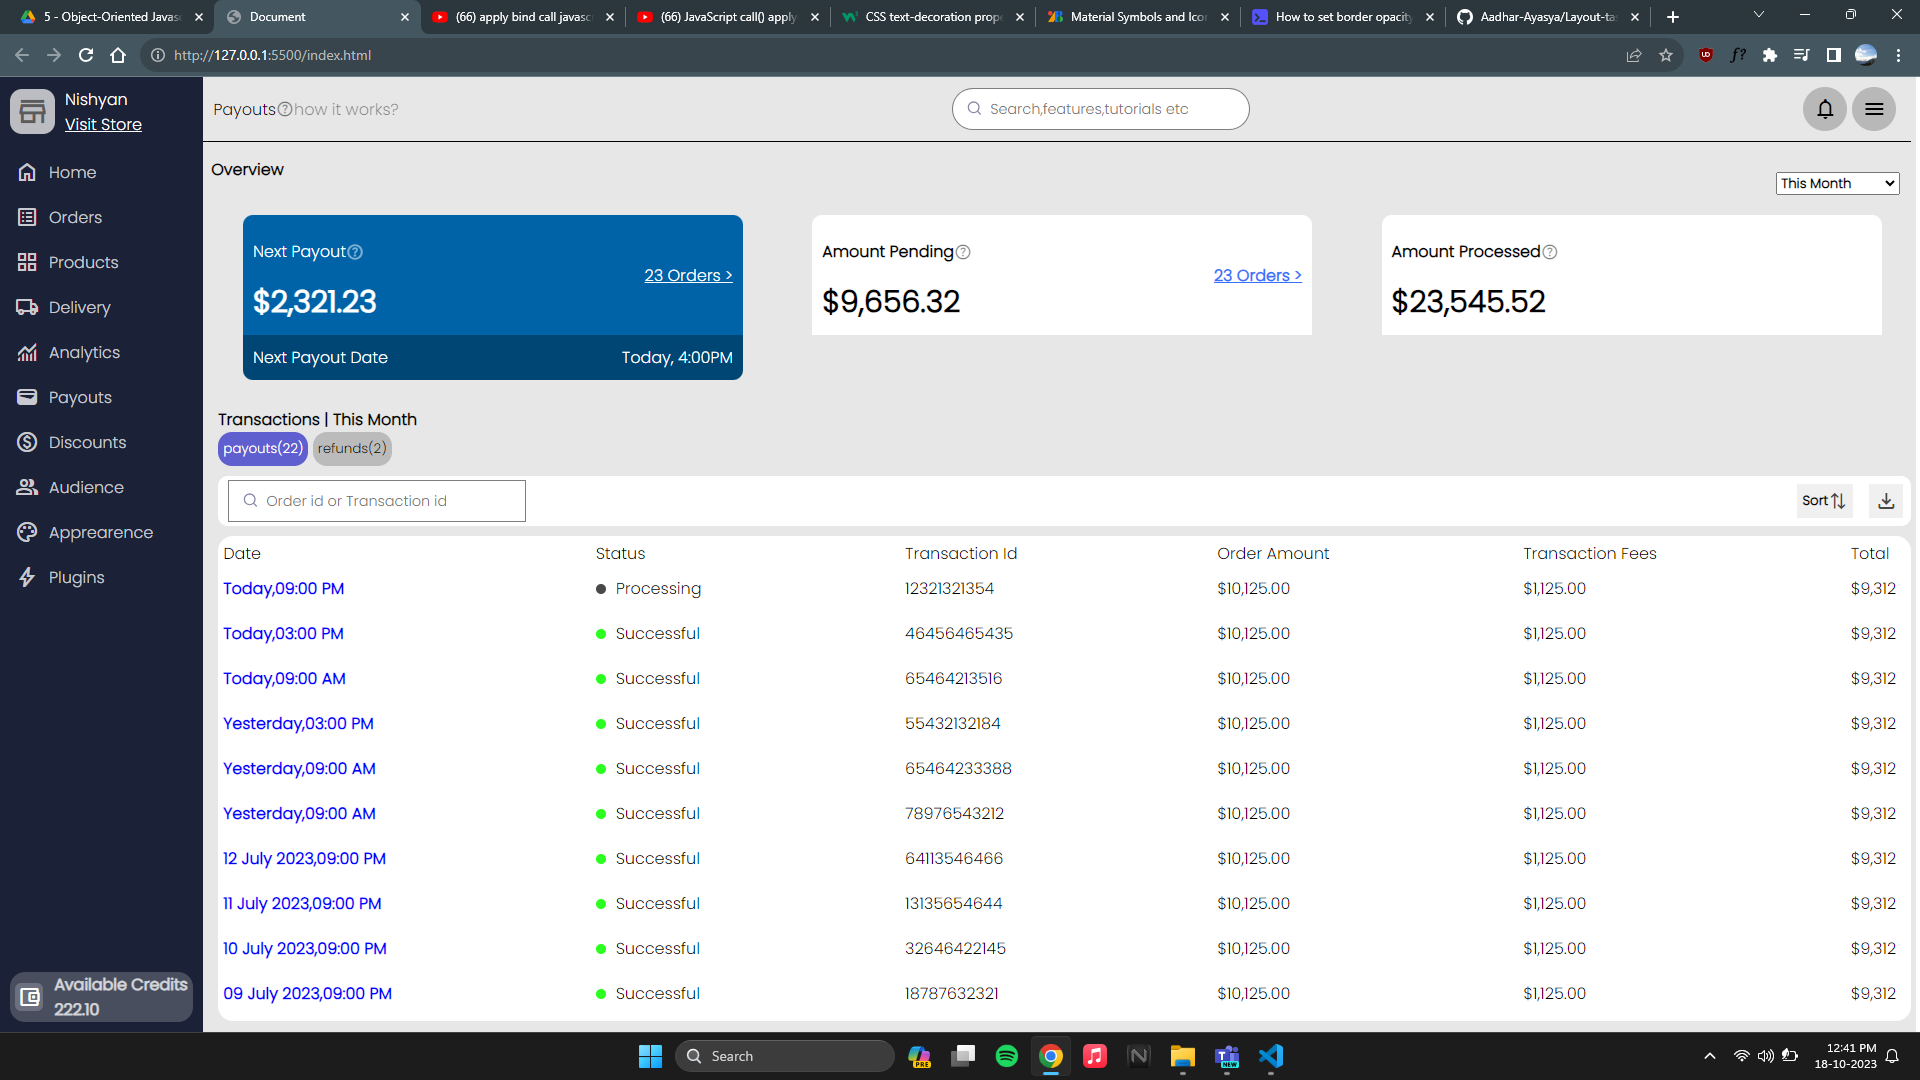 5 - Object-Oriented Javas
Document
(66) apply bind call javascr
(66) JavaScript call() apply
CSS text-decoration prope
Material Symbols and Icon
How to set border opacity
Aadhar-Ayasya/Layout-tas
http://127.0.0.1:5500/index.html
Nishyan
Visit Store
Home
Orders
Products
Delivery
Analytics
Payouts
Discounts
Audience
Apprearence
Plugins
Available Credits
222.10
Payouts how it works?
Search,features,tutorials etc
Overview
This Month
Next Payout
23 Orders >
$2,321.23
Next Payout Date Today, 4:00PM
Amount Pending
23 Orders >
$9,656.32
Amount Processed
$23,545.52
Transactions | This Month
payouts(22) refunds(2)
Order id or Transaction id
Sort
Date Status Transaction Id Order Amount Transaction Fees Total
Today,09:00 PM Processing 12321321354 $10,125.00 $1,125.00 $9,312
Today,03:00 PM Successful 46456465435 $10,125.00 $1,125.00 $9,312
Today,09:00 AM Successful 65464213516 $10,125.00 $1,125.00 $9,312
Yesterday,03:00 PM Successful 55432132184 $10,125.00 $1,125.00 $9,312
Yesterday,09:00 AM Successful 65464233388 $10,125.00 $1,125.00 $9,312
Yesterday,09:00 AM Successful 78976543212 $10,125.00 $1,125.00 $9,312
12 July 2023,09:00 PM Successful 64113546466 $10,125.00 $1,125.00 $9,312
11 July 2023,09:00 PM Successful 13135654644 $10,125.00 $1,125.00 $9,312
10 July 2023,09:00 PM Successful 32646422145 $10,125.00 $1,125.00 $9,312
09 July 2023,09:00 PM Successful 18787632321 $10,125.00 $1,125.00 $9,312
Search
PRE
NEW
12:41 PM
18-10-2023